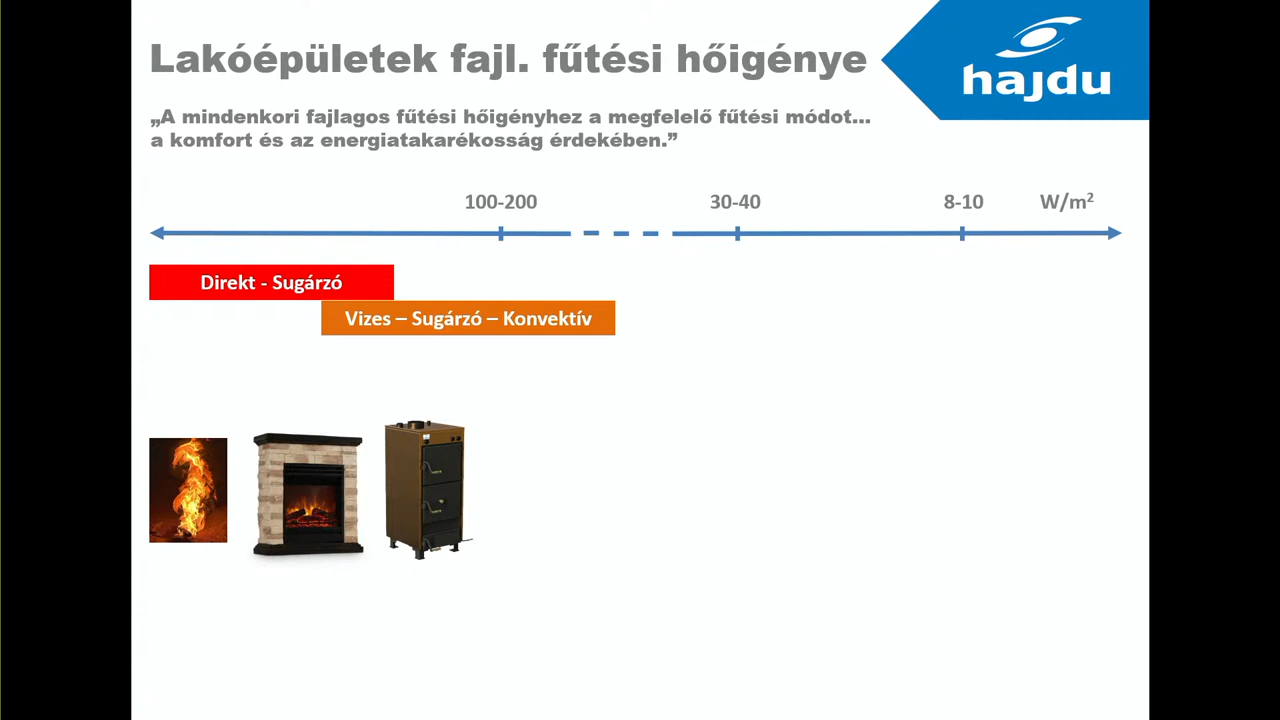 Lakóépületek fajl. fűtési hőigénye
hajdu
„A mindenkori fajlagos fűtési hőigényhez a megfelelő fűtési módot...
a komfort és az energiatakarékosság érdekében.”
100-200 30-40 8-10 W/m²
Direkt - Sugárzó
Vizes – Sugárzó – Konvektív